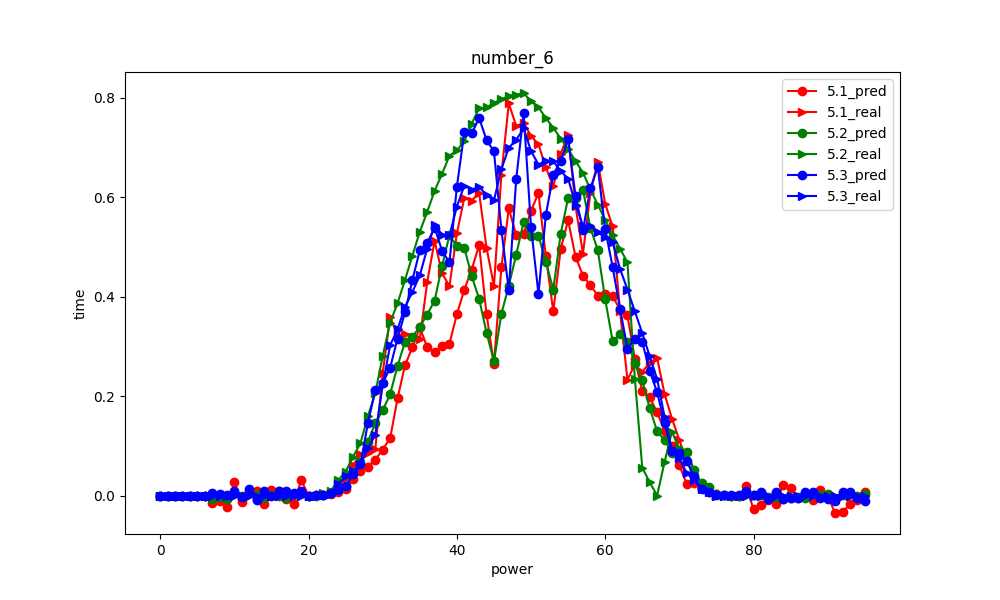 number_6
5.1_pred
5.1_real
5.2_pred
5.2_real
5.3_pred
5.3_real
0.8
0.6
0.4
0.2
0.0
time
0
20
40
60
80
power